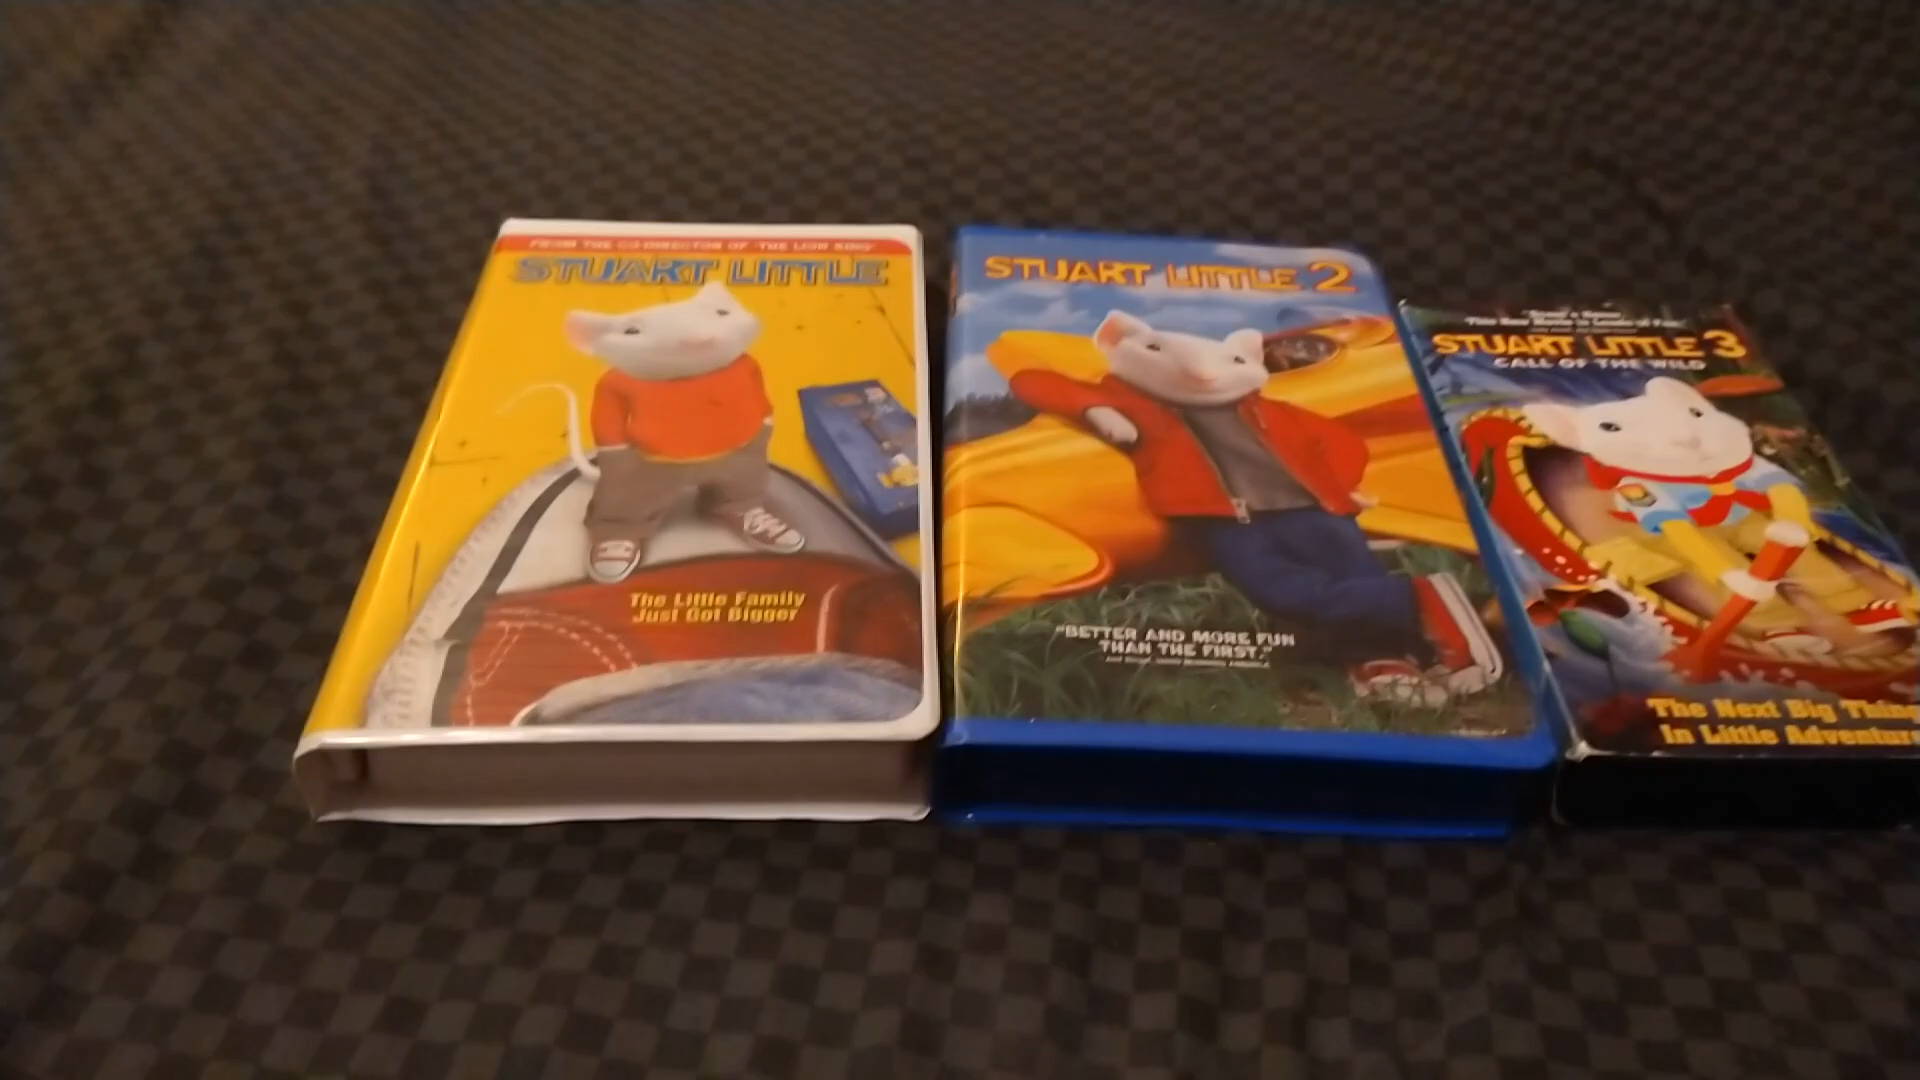 FROM THE CO-DIRECTOR OF "THE LION KING"
STUART LITTLE
The Little Family
Just Got Bigger
STUART LITTLE 2
"BETTER AND MORE FUN
THAN THE FIRST."
STUART LITTLE 3
CALL OF THE WILD
The Next Big Thing
In Little Adventure